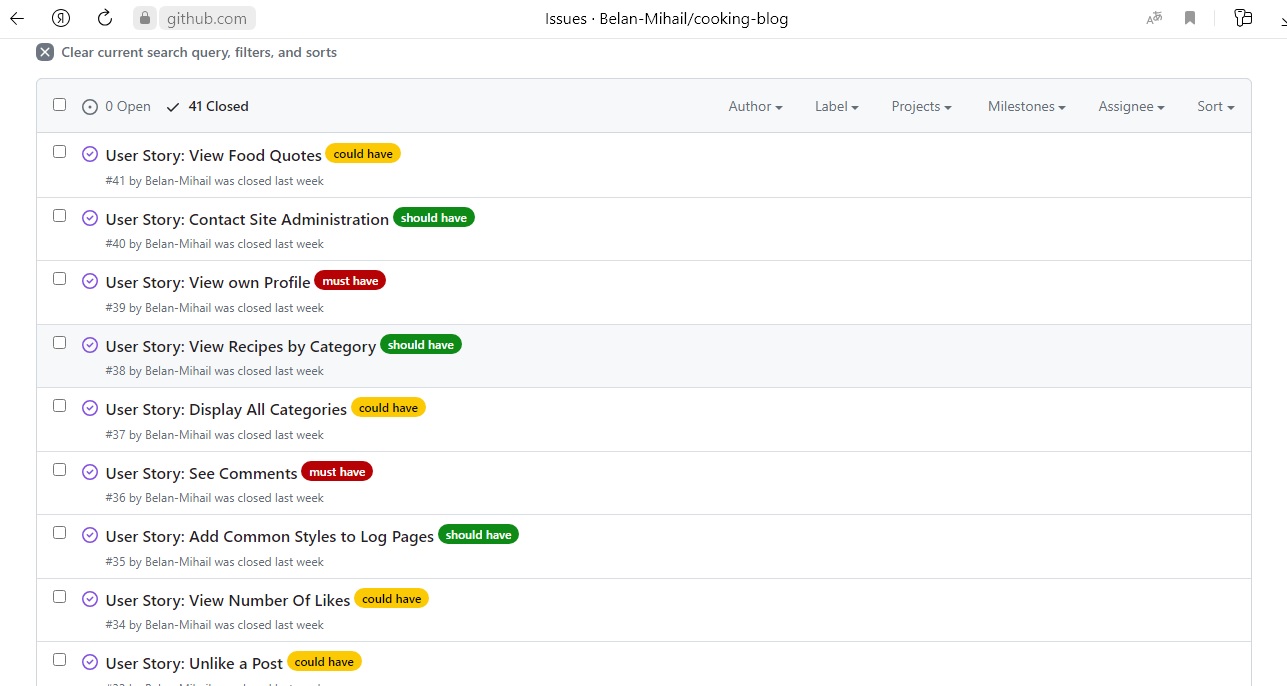 Я github.com Issues · Belan-Mihail/cooking-blog
Clear current search query, filters, and sorts
0 Open 41 Closed Author Label Projects Milestones Assignee Sort
User Story: View Food Quotes could have
#41 by Belan-Mihail was closed last week
User Story: Contact Site Administration should have
#40 by Belan-Mihail was closed last week
User Story: View own Profile must have
#39 by Belan-Mihail was closed last week
User Story: View Recipes by Category should have
#38 by Belan-Mihail was closed last week
User Story: Display All Categories could have
#37 by Belan-Mihail was closed last week
User Story: See Comments must have
#36 by Belan-Mihail was closed last week
User Story: Add Common Styles to Log Pages should have
#35 by Belan-Mihail was closed last week
User Story: View Number Of Likes could have
#34 by Belan-Mihail was closed last week
User Story: Unlike a Post could have